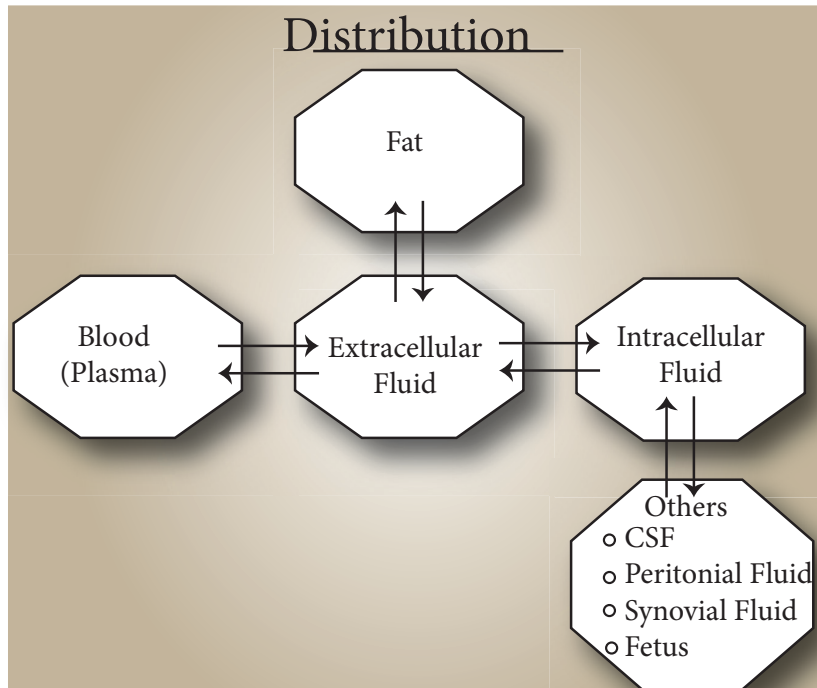 Distribution
Fat
Blood
(Plasma)
Extracellular
Fluid
Intracellular
Fluid
Others
CSF
Peritonial Fluid
Synovial Fluid
Fetus